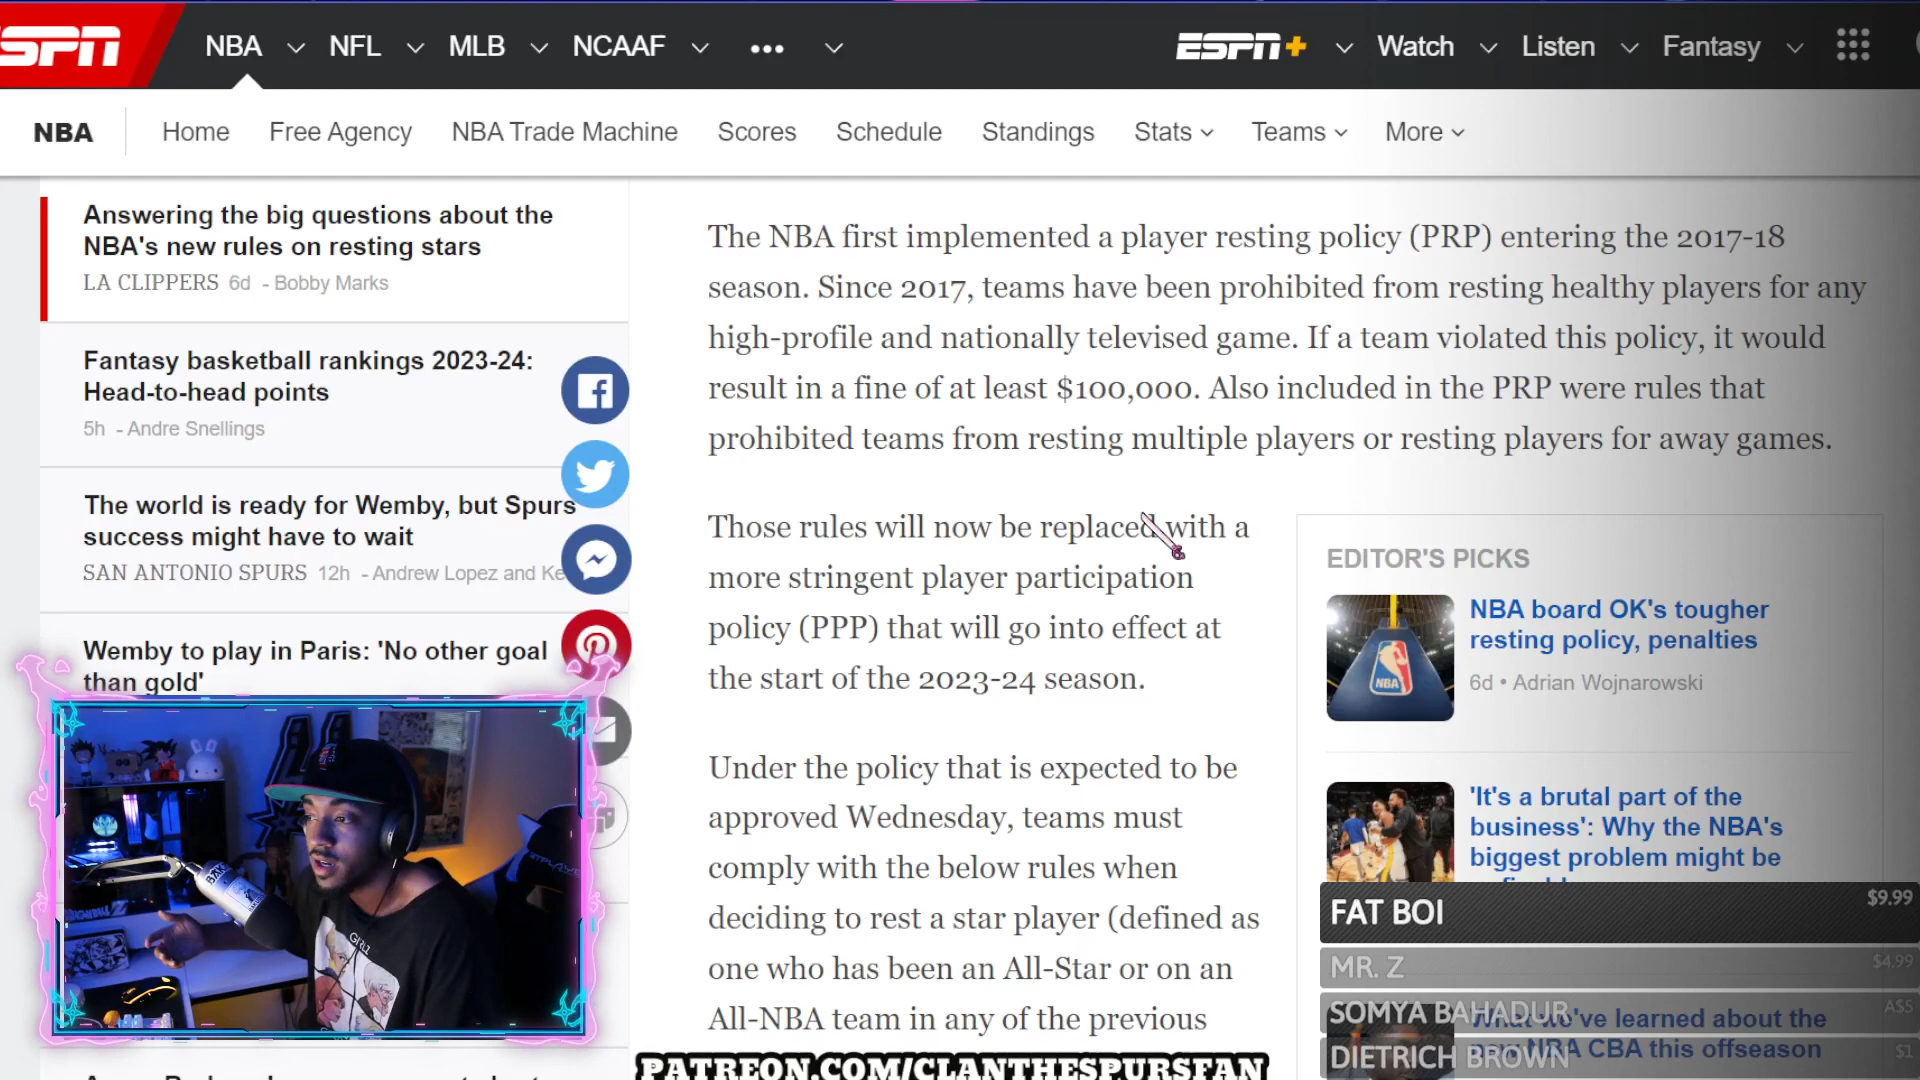 ESPN
NBA NFL MLB NCAAF •••
ESPN+ Watch Listen Fantasy
NBA Home Free Agency NBA Trade Machine Scores Schedule Standings Stats Teams More
Answering the big questions about the
NBA's new rules on resting stars
LA CLIPPERS 6d - Bobby Marks
Fantasy basketball rankings 2023-24:
Head-to-head points
5h - Andre Snellings
The world is ready for Wemby, but Spurs
success might have to wait
SAN ANTONIO SPURS 12h - Andrew Lopez and
Wemby to play in Paris: 'No other goal
than gold'
The NBA first implemented a player resting policy (PRP) entering the 2017-18
season. Since 2017, teams have been prohibited from resting healthy players for any
high-profile and nationally televised game. If a team violated this policy, it would
result in a fine of at least $100,000. Also included in the PRP were rules that
prohibited teams from resting multiple players or resting players for away games.
Those rules will now be replaced with a
more stringent player participation
policy (PPP) that will go into effect at
the start of the 2023-24 season.
Under the policy that is expected to be
approved Wednesday, teams must
comply with the below rules when
deciding to rest a star player (defined as
one who has been an All-Star or on an
All-NBA team in any of the previous
EDITOR'S PICKS
NBA
NBA board OK's tougher
resting policy, penalties
6d • Adrian Wojnarowski
'It's a brutal part of the
business': Why the NBA's
biggest problem might be
we've learned about the
NBA CBA this offseason
FAT BOI $9.99
MR. Z $4.99
SOMYA BAHADUR A$5
DIETRICH BROWN $1
PATREON.COM/CLANTHESPURSFAN